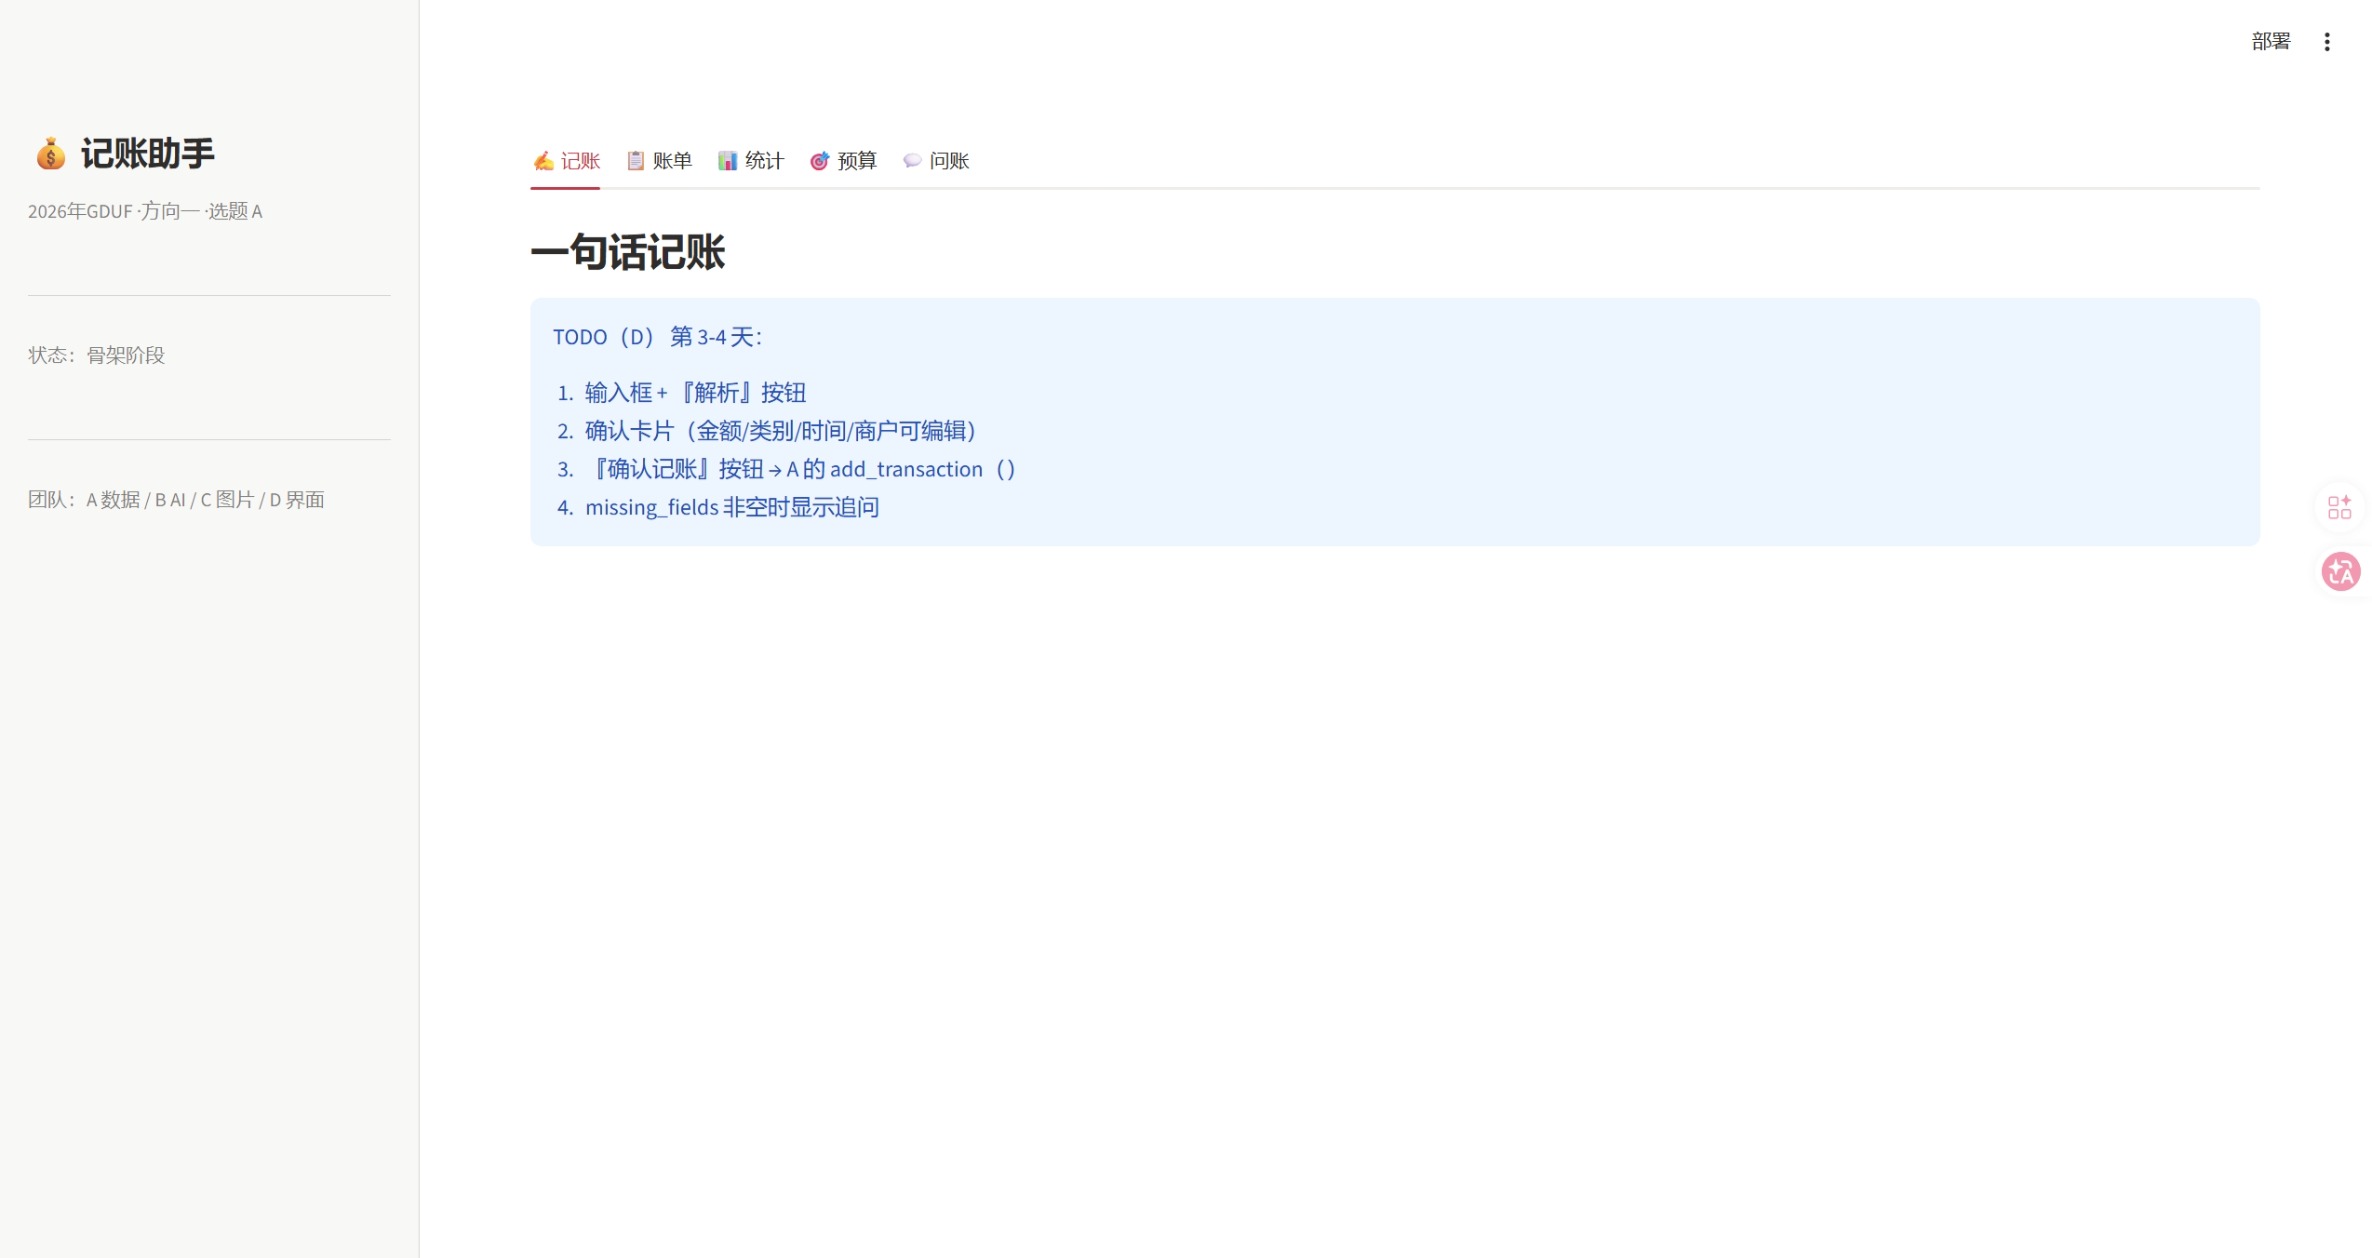 部署
记账助手
2026年GDUF ·方向一 ·选题 A
状态：骨架阶段
团队：A 数据 / B AI / C 图片 / D 界面
记账 账单 统计 预算 问账
一句话记账
TODO（D） 第 3-4 天：
1. 输入框 + 『解析』按钮
2. 确认卡片（金额/类别/时间/商户可编辑）
3. 『确认记账』按钮 → A 的 add_transaction（）
4. missing_fields 非空时显示追问